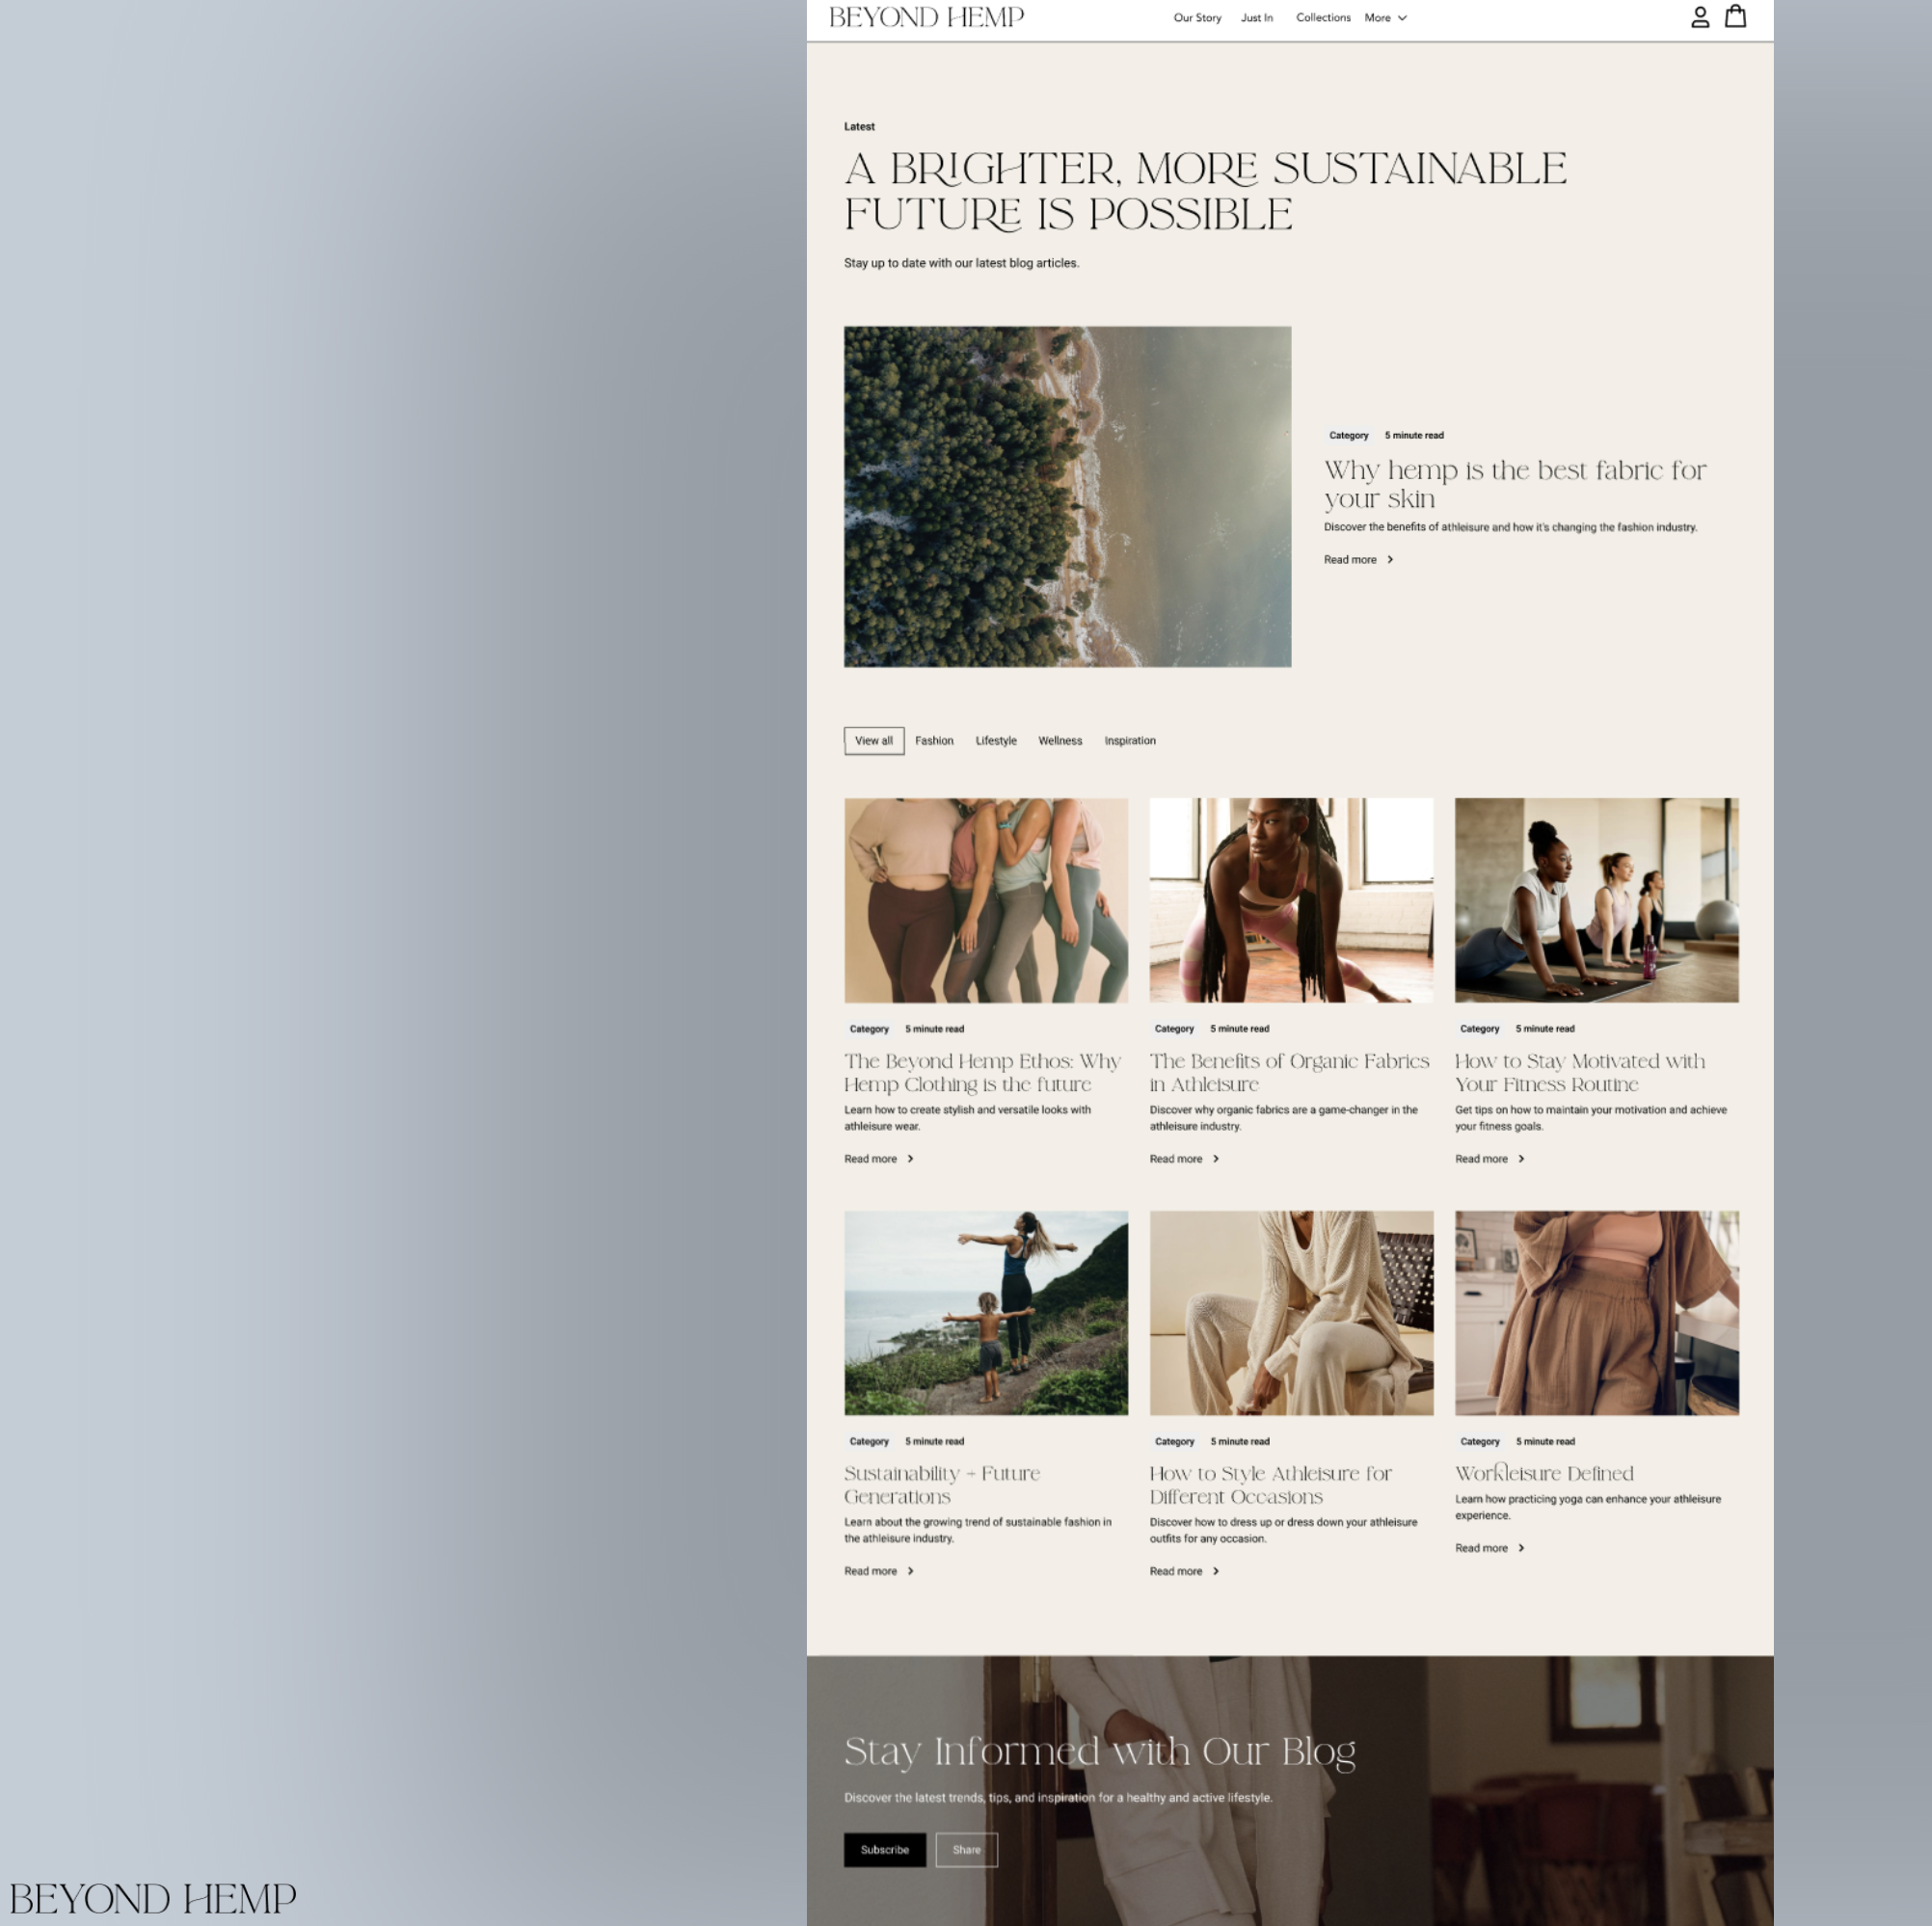 BEYOND HEMP
Our Story
Just In
Collections
More
Latest
A BRIGHTER, MORE SUSTAINABLE
FUTURE IS POSSIBLE
Stay up to date with our latest blog articles.
Category
5 minute read
Why hemp is the best fabric for
your skin
Discover the benefits of athleisure and how it's changing the fashion industry.
Read more
View all
Fashion
Lifestyle
Wellness
Inspiration
Category
5 minute read
The Beyond Hemp Ethos: Why
Hemp Clothing is the future
Learn how to create stylish and versatile looks with
athleisure wear.
Read more
Category
5 minute read
The Benefits of Organic Fabrics
in Athleisure
Discover why organic fabrics are a game-changer in the
athleisure industry.
Read more
Category
5 minute read
How to Stay Motivated with
Your Fitness Routine
Get tips on how to maintain your motivation and achieve
your fitness goals.
Read more
Category
5 minute read
Sustainability + Future
Generations
Learn about the growing trend of sustainable fashion in
the athleisure industry.
Read more
Category
5 minute read
How to Style Athleisure for
Different Occasions
Discover how to dress up or dress down your athleisure
outfits for any occasion.
Read more
Category
5 minute read
Workleisure Defined
Learn how practicing yoga can enhance your athleisure
experience.
Read more
Stay Informed with Our Blog
Discover the latest trends, tips, and inspiration for a healthy and active lifestyle.
Subscribe
Share
BEYOND HEMP